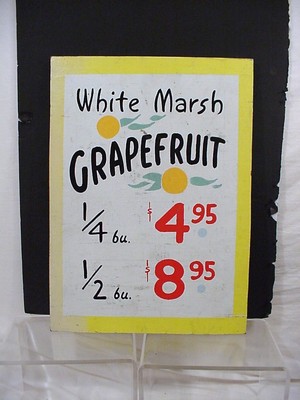 White Marsh
GRAPEFRUIT
1/4 bu. $4.95
1/2 bu. $8.95